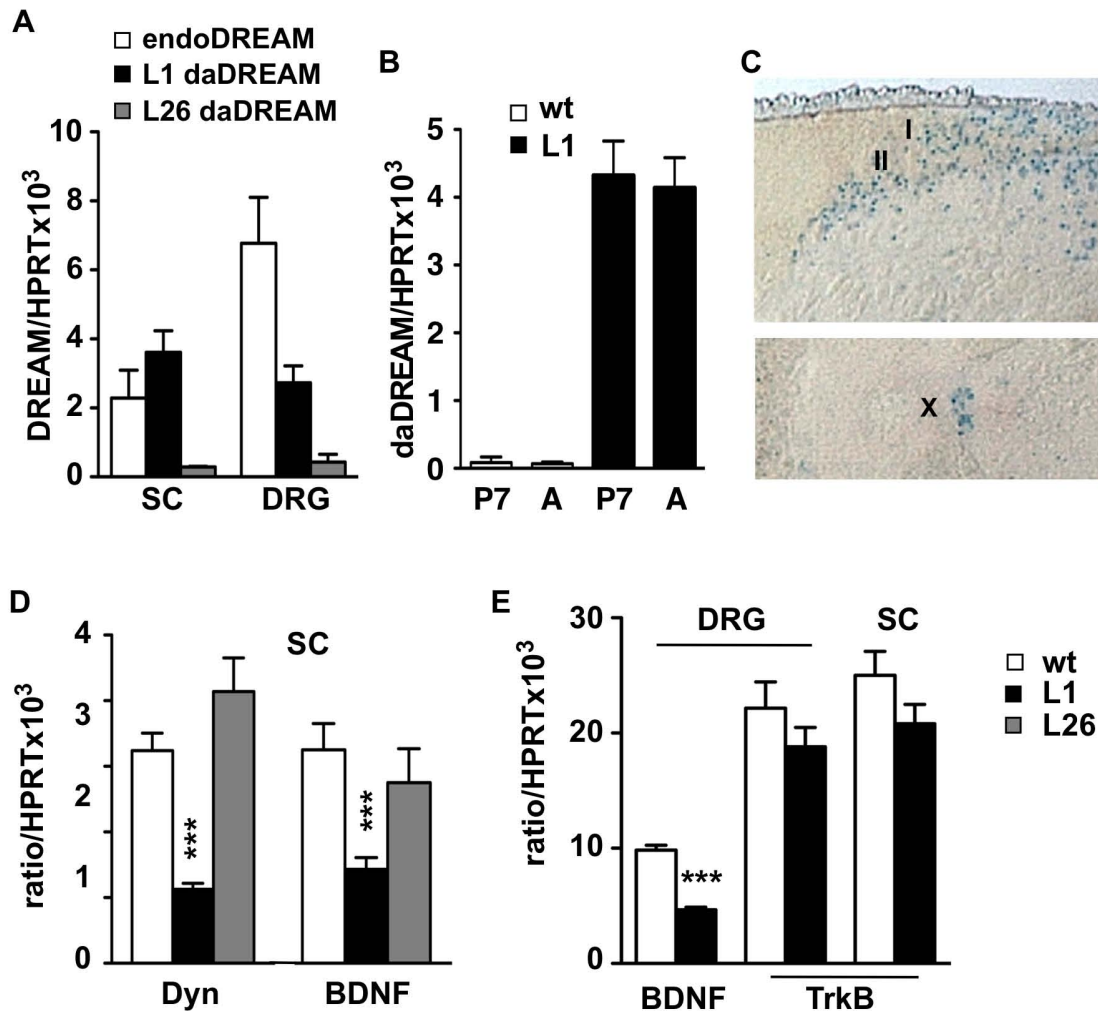 A
endoDREAM
L1 daDREAM
L26 daDREAM
DREAM/HPRTx10³
10
8
6
4
2
0
SC DRG
B
wt
L1
daDREAM/HPRTx10³
5
4
3
2
1
0
P7 A P7 A
C
I
II
X
D
SC
ratio/HPRTx10³
4
3
2
1
0
***
***
Dyn BDNF
E
DRG SC
ratio/HPRTx10³
30
20
10
0
***
BDNF TrkB
wt
L1
L26